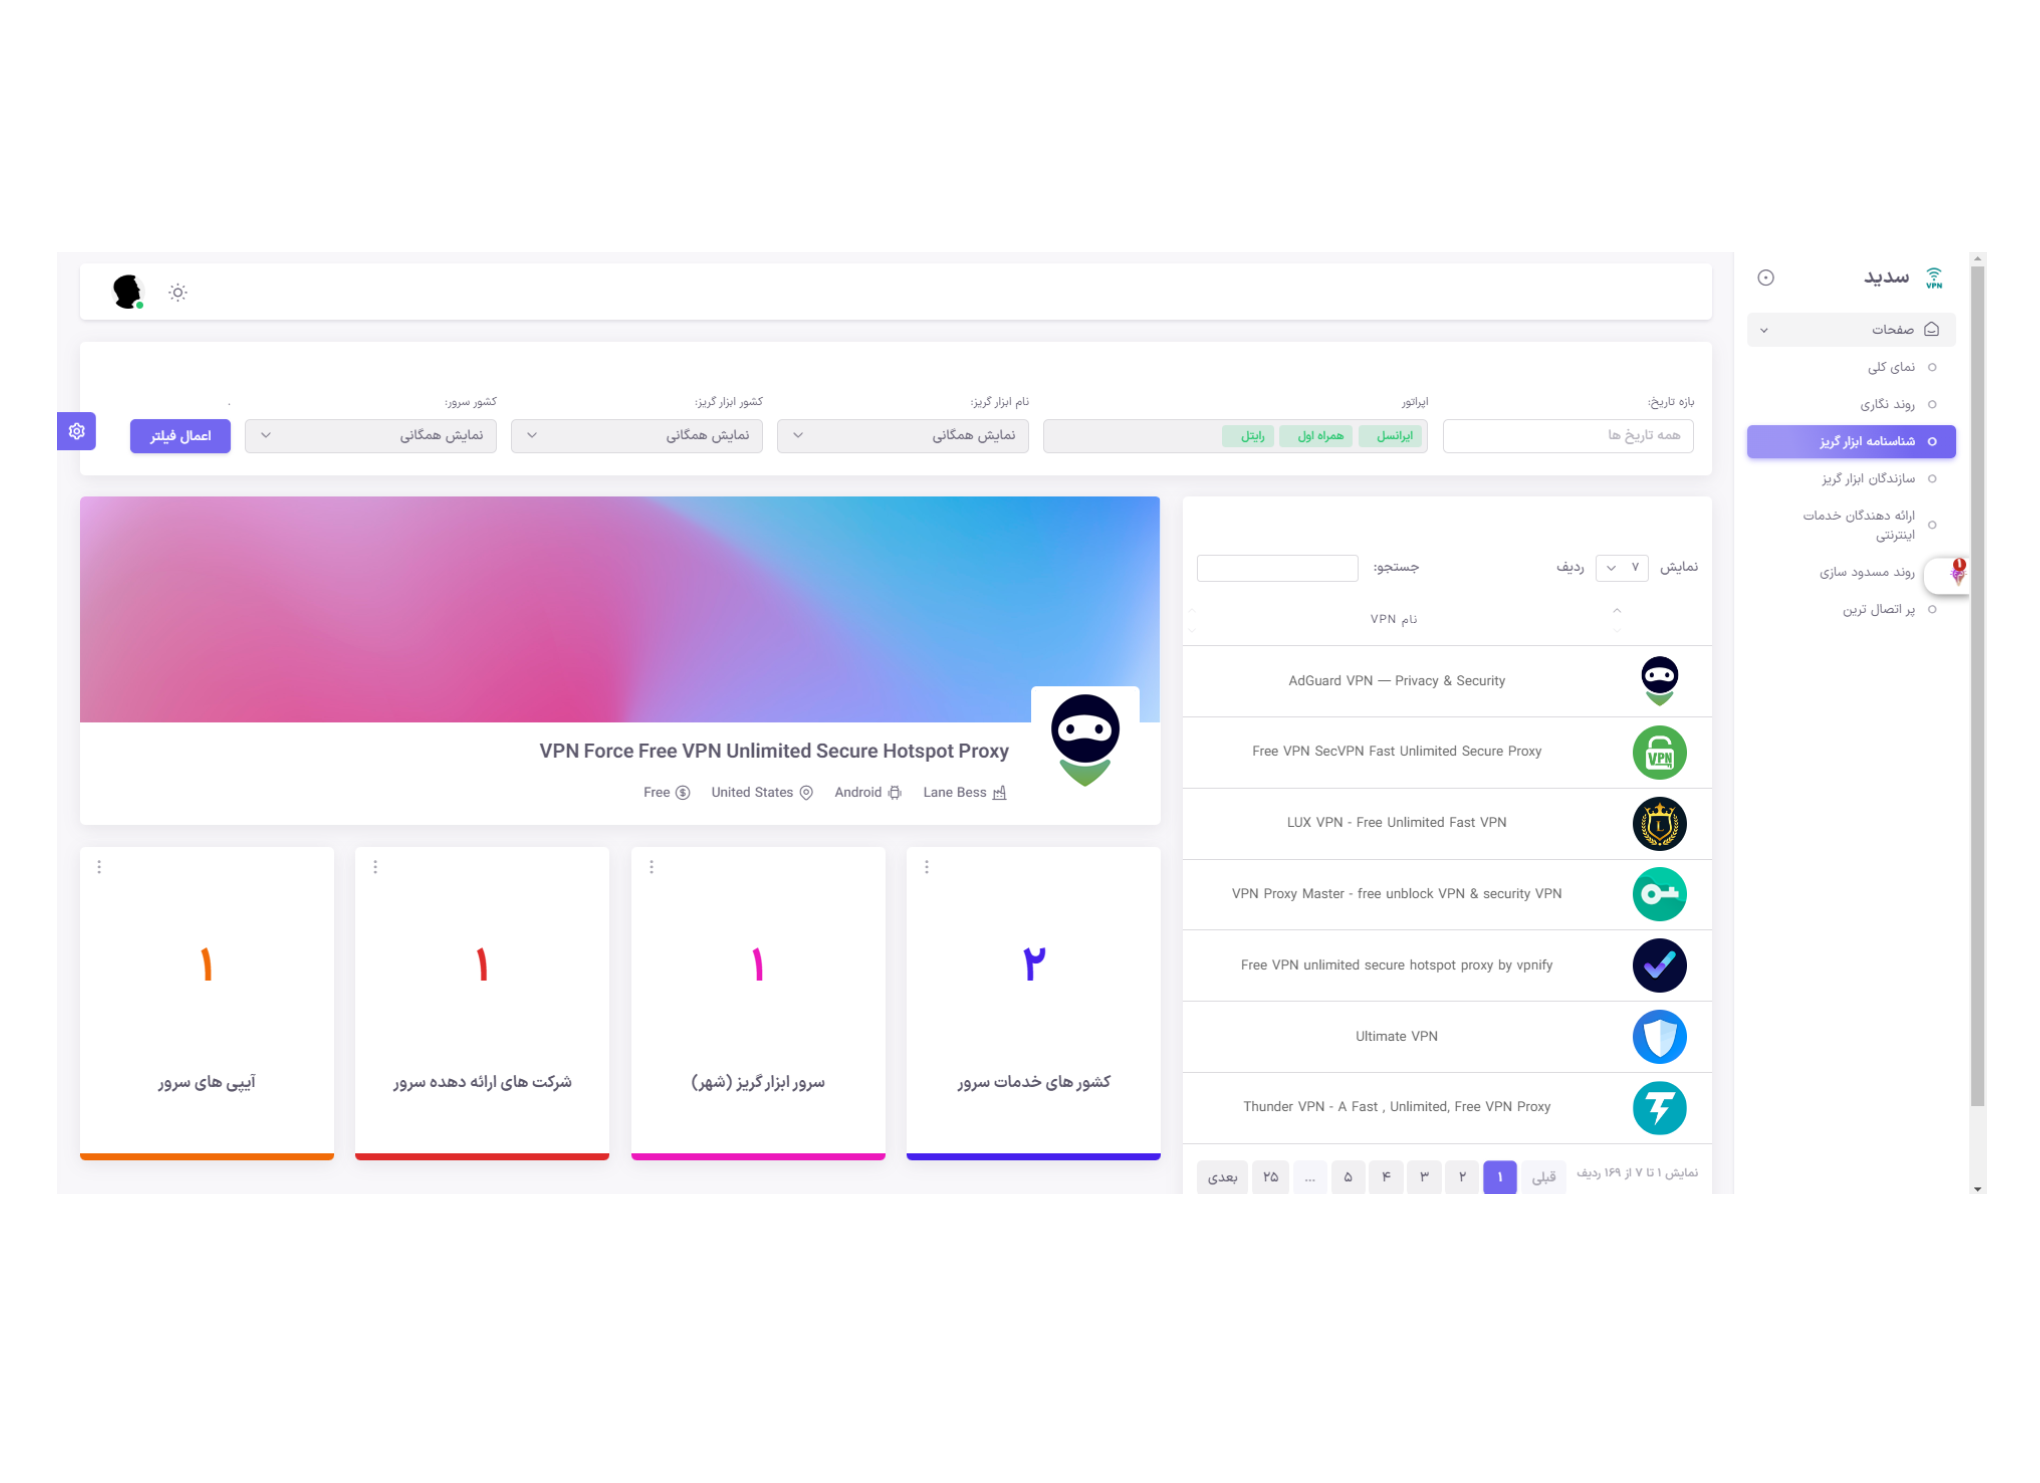 سدید
VPN
صفحات
نمای کلی
روند نگاری
شناسنامه ابزار گریز
سازندگان ابزار گریز
ارائه دهندگان خدمات
اینترنتی
روند مسدود سازی
پر اتصال ترین
۱
بازه تاریخ:
همه تاریخ ها
اپراتور
ایرانسل
همراه اول
رایتل
نام ابزار گریز:
نمایش همگانی
کشور ابزار گریز:
نمایش همگانی
کشور سرور:
نمایش همگانی
.
اعمال فیلتر
نمایش ۷ ردیف
جستجو:
نام VPN
AdGuard VPN — Privacy & Security
VPN
Free VPN SecVPN Fast Unlimited Secure Proxy
L
LUX VPN - Free Unlimited Fast VPN
VPN Proxy Master - free unblock VPN & security VPN
Free VPN unlimited secure hotspot proxy by vpnify
Ultimate VPN
Thunder VPN - A Fast , Unlimited, Free VPN Proxy
نمایش ۱ تا ۷ از ۱۶۹ ردیف
قبلی ۱ ۲ ۳ ۴ ۵ … ۲۵ بعدی
VPN Force Free VPN Unlimited Secure Hotspot Proxy
Lane Bess
Android
United States
Free
۲
کشور های خدمات سرور
۱
سرور ابزار گریز (شهر)
۱
شرکت های ارائه دهده سرور
۱
آیپی های سرور